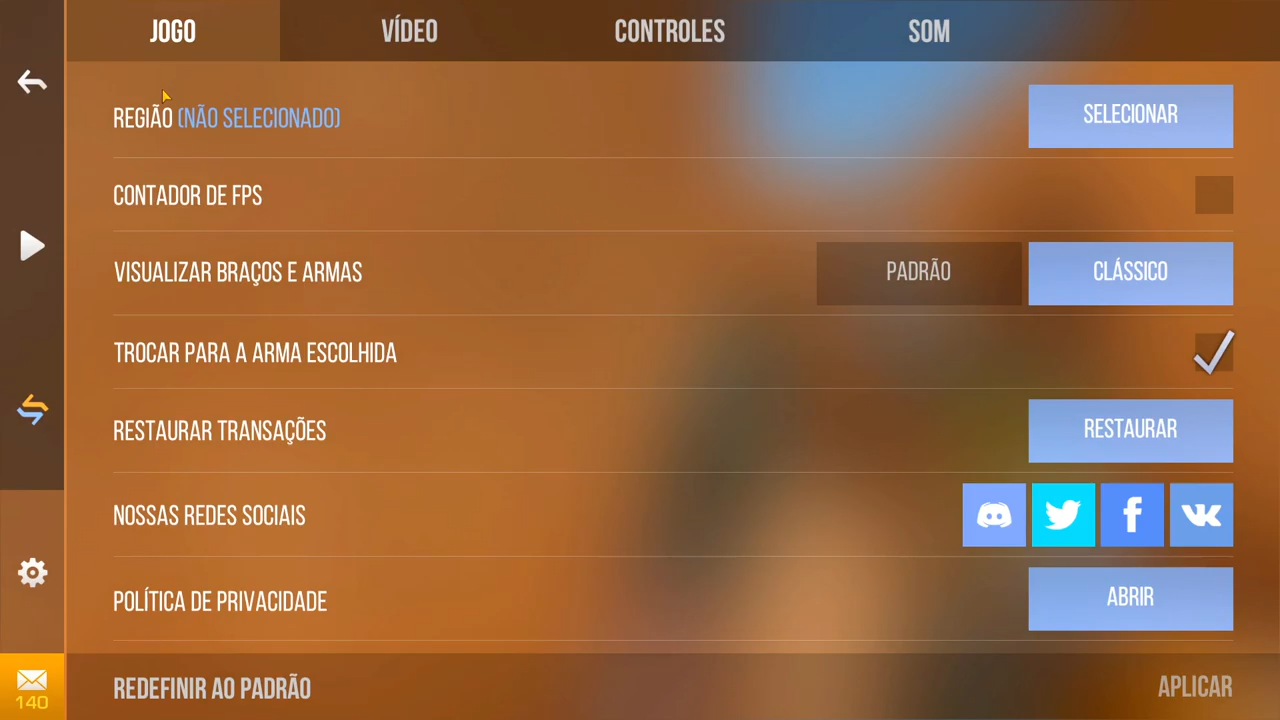 JOGO VÍDEO CONTROLES SOM
REGIÃO (NÃO SELECIONADO) SELECIONAR
CONTADOR DE FPS
VISUALIZAR BRAÇOS E ARMAS PADRÃO CLÁSSICO
TROCAR PARA A ARMA ESCOLHIDA
RESTAURAR TRANSAÇÕES RESTAURAR
NOSSAS REDES SOCIAIS
POLÍTICA DE PRIVACIDADE ABRIR
140
REDEFINIR AO PADRÃO APLICAR